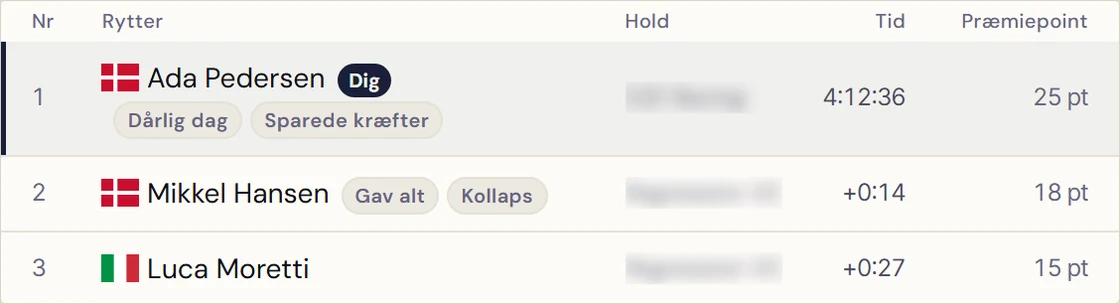 Nr Rytter Hold Tid Præmiepoint
1 Ada Pedersen Dig 4:12:36 25 pt
Dårlig dag Sparede kræfter
2 Mikkel Hansen Gav alt Kollaps +0:14 18 pt
3 Luca Moretti +0:27 15 pt